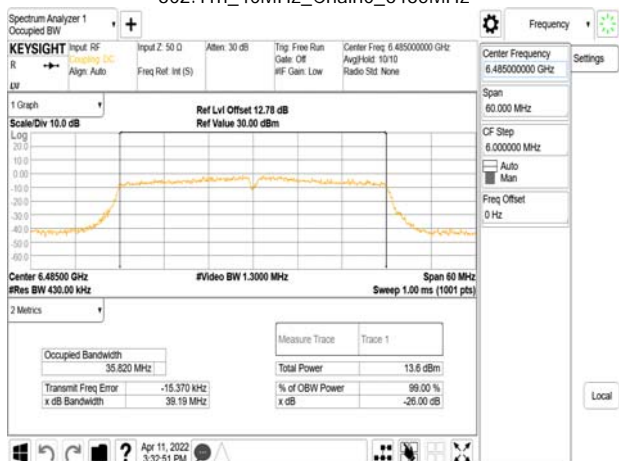 Spectrum Analyzer 1
Occupied BW
Frequency
KEYSIGHT
R
Input: RF
Coupling: DC
Align: Auto
Input Z: 50 Ω
Freq Ref: Int (S)
Atten: 30 dB
Trig: Free Run
Gate: Off
#IF Gain: Low
Center Freq: 6.485000000 GHz
Avg|Hold: 10/10
Radio Std: None
Center Frequency
6.485000000 GHz
Settings
Span
60.000 MHz
CF Step
6.000000 MHz
Auto
Man
Freq Offset
0 Hz
Local
1 Graph
Scale/Div 10.0 dB
Ref Lvl Offset 12.78 dB
Ref Value 30.00 dBm
Log
20.0
10.0
0.00
-10.0
-20.0
-30.0
-40.0
-50.0
-60.0
Center 6.48500 GHz
#Res BW 430.00 kHz
#Video BW 1.3000 MHz
Span 60 MHz
Sweep 1.00 ms (1001 pts)
2 Metrics
Measure Trace
Trace 1
Occupied Bandwidth
35.820 MHz
Total Power
13.6 dBm
Transmit Freq Error
-15.370 kHz
% of OBW Power
99.00 %
x dB Bandwidth
39.19 MHz
x dB
-26.00 dB
?
Apr 11, 2022
3:32:51 PM